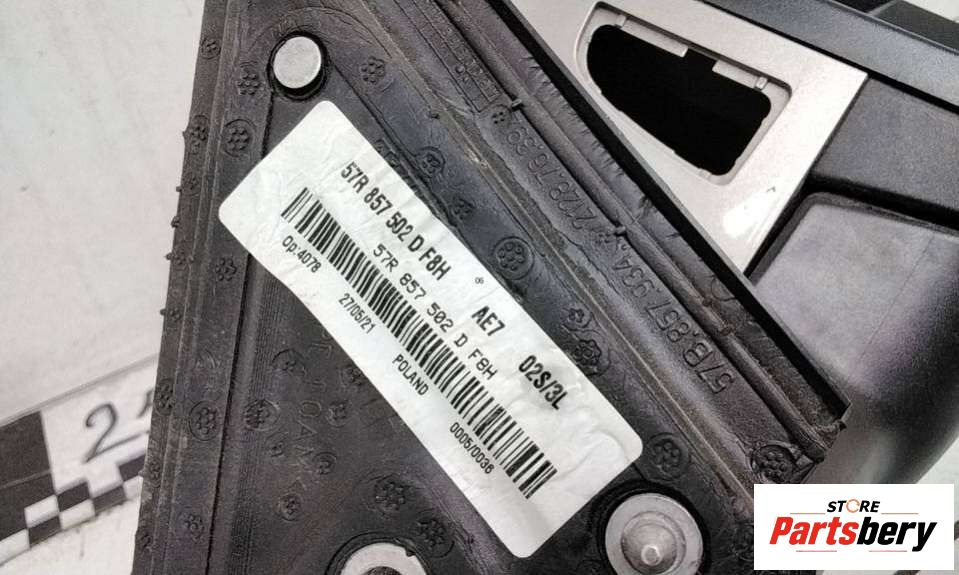 57R 857 502 D F8H
06
AE7
02S/3L
57R 857 502 D F8H
Op:4078
27/05/21
POLAND
0005/0036
57B.857.934
STORE
Partsbery